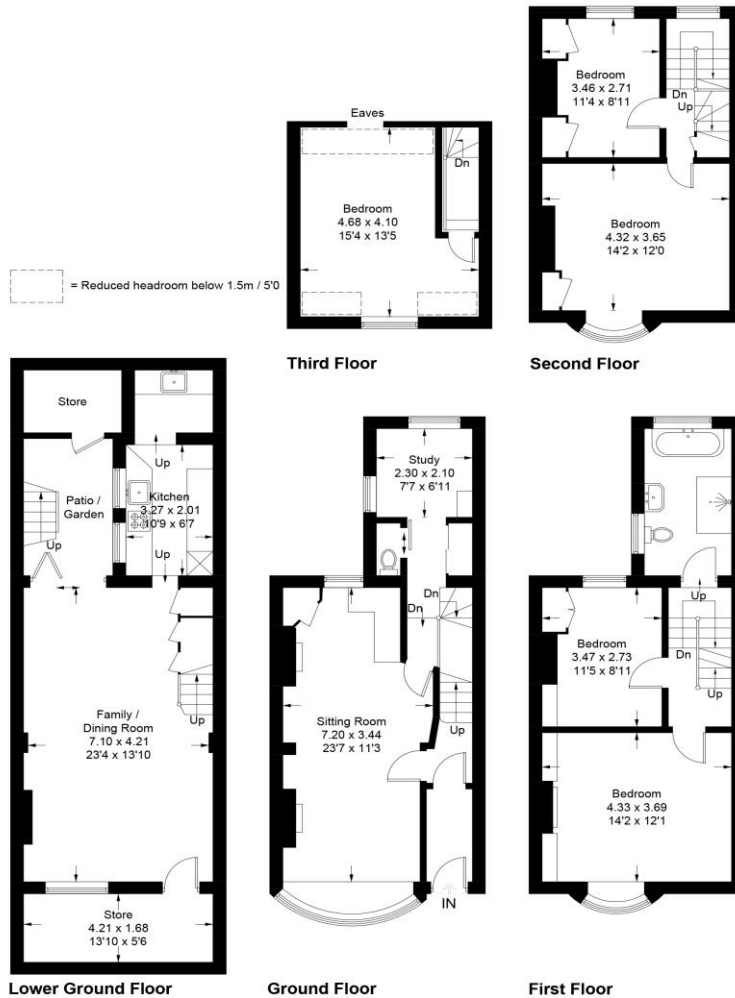 Bedroom
3.46 x 2.71
11'4 x 8'11
Dn
Up
Bedroom
4.32 x 3.65
14'2 x 12'0
Second Floor
Eaves
Dn
Bedroom
4.68 x 4.10
15'4 x 13'5
Third Floor
= Reduced headroom below 1.5m / 5'0
Store
Up
Patio /
Garden
Kitchen
3.27 x 2.01
10'9 x 6'7
Up
Up
Family /
Dining Room
7.10 x 4.21
23'4 x 13'10
Up
Store
4.21 x 1.68
13'10 x 5'6
Lower Ground Floor
Study
2.30 x 2.10
7'7 x 6'11
Dn
Dn
Sitting Room
7.20 x 3.44
23'7 x 11'3
Up
IN
Ground Floor
Up
Bedroom
3.47 x 2.73
11'5 x 8'11
Dn
Up
Bedroom
4.33 x 3.69
14'2 x 12'1
First Floor